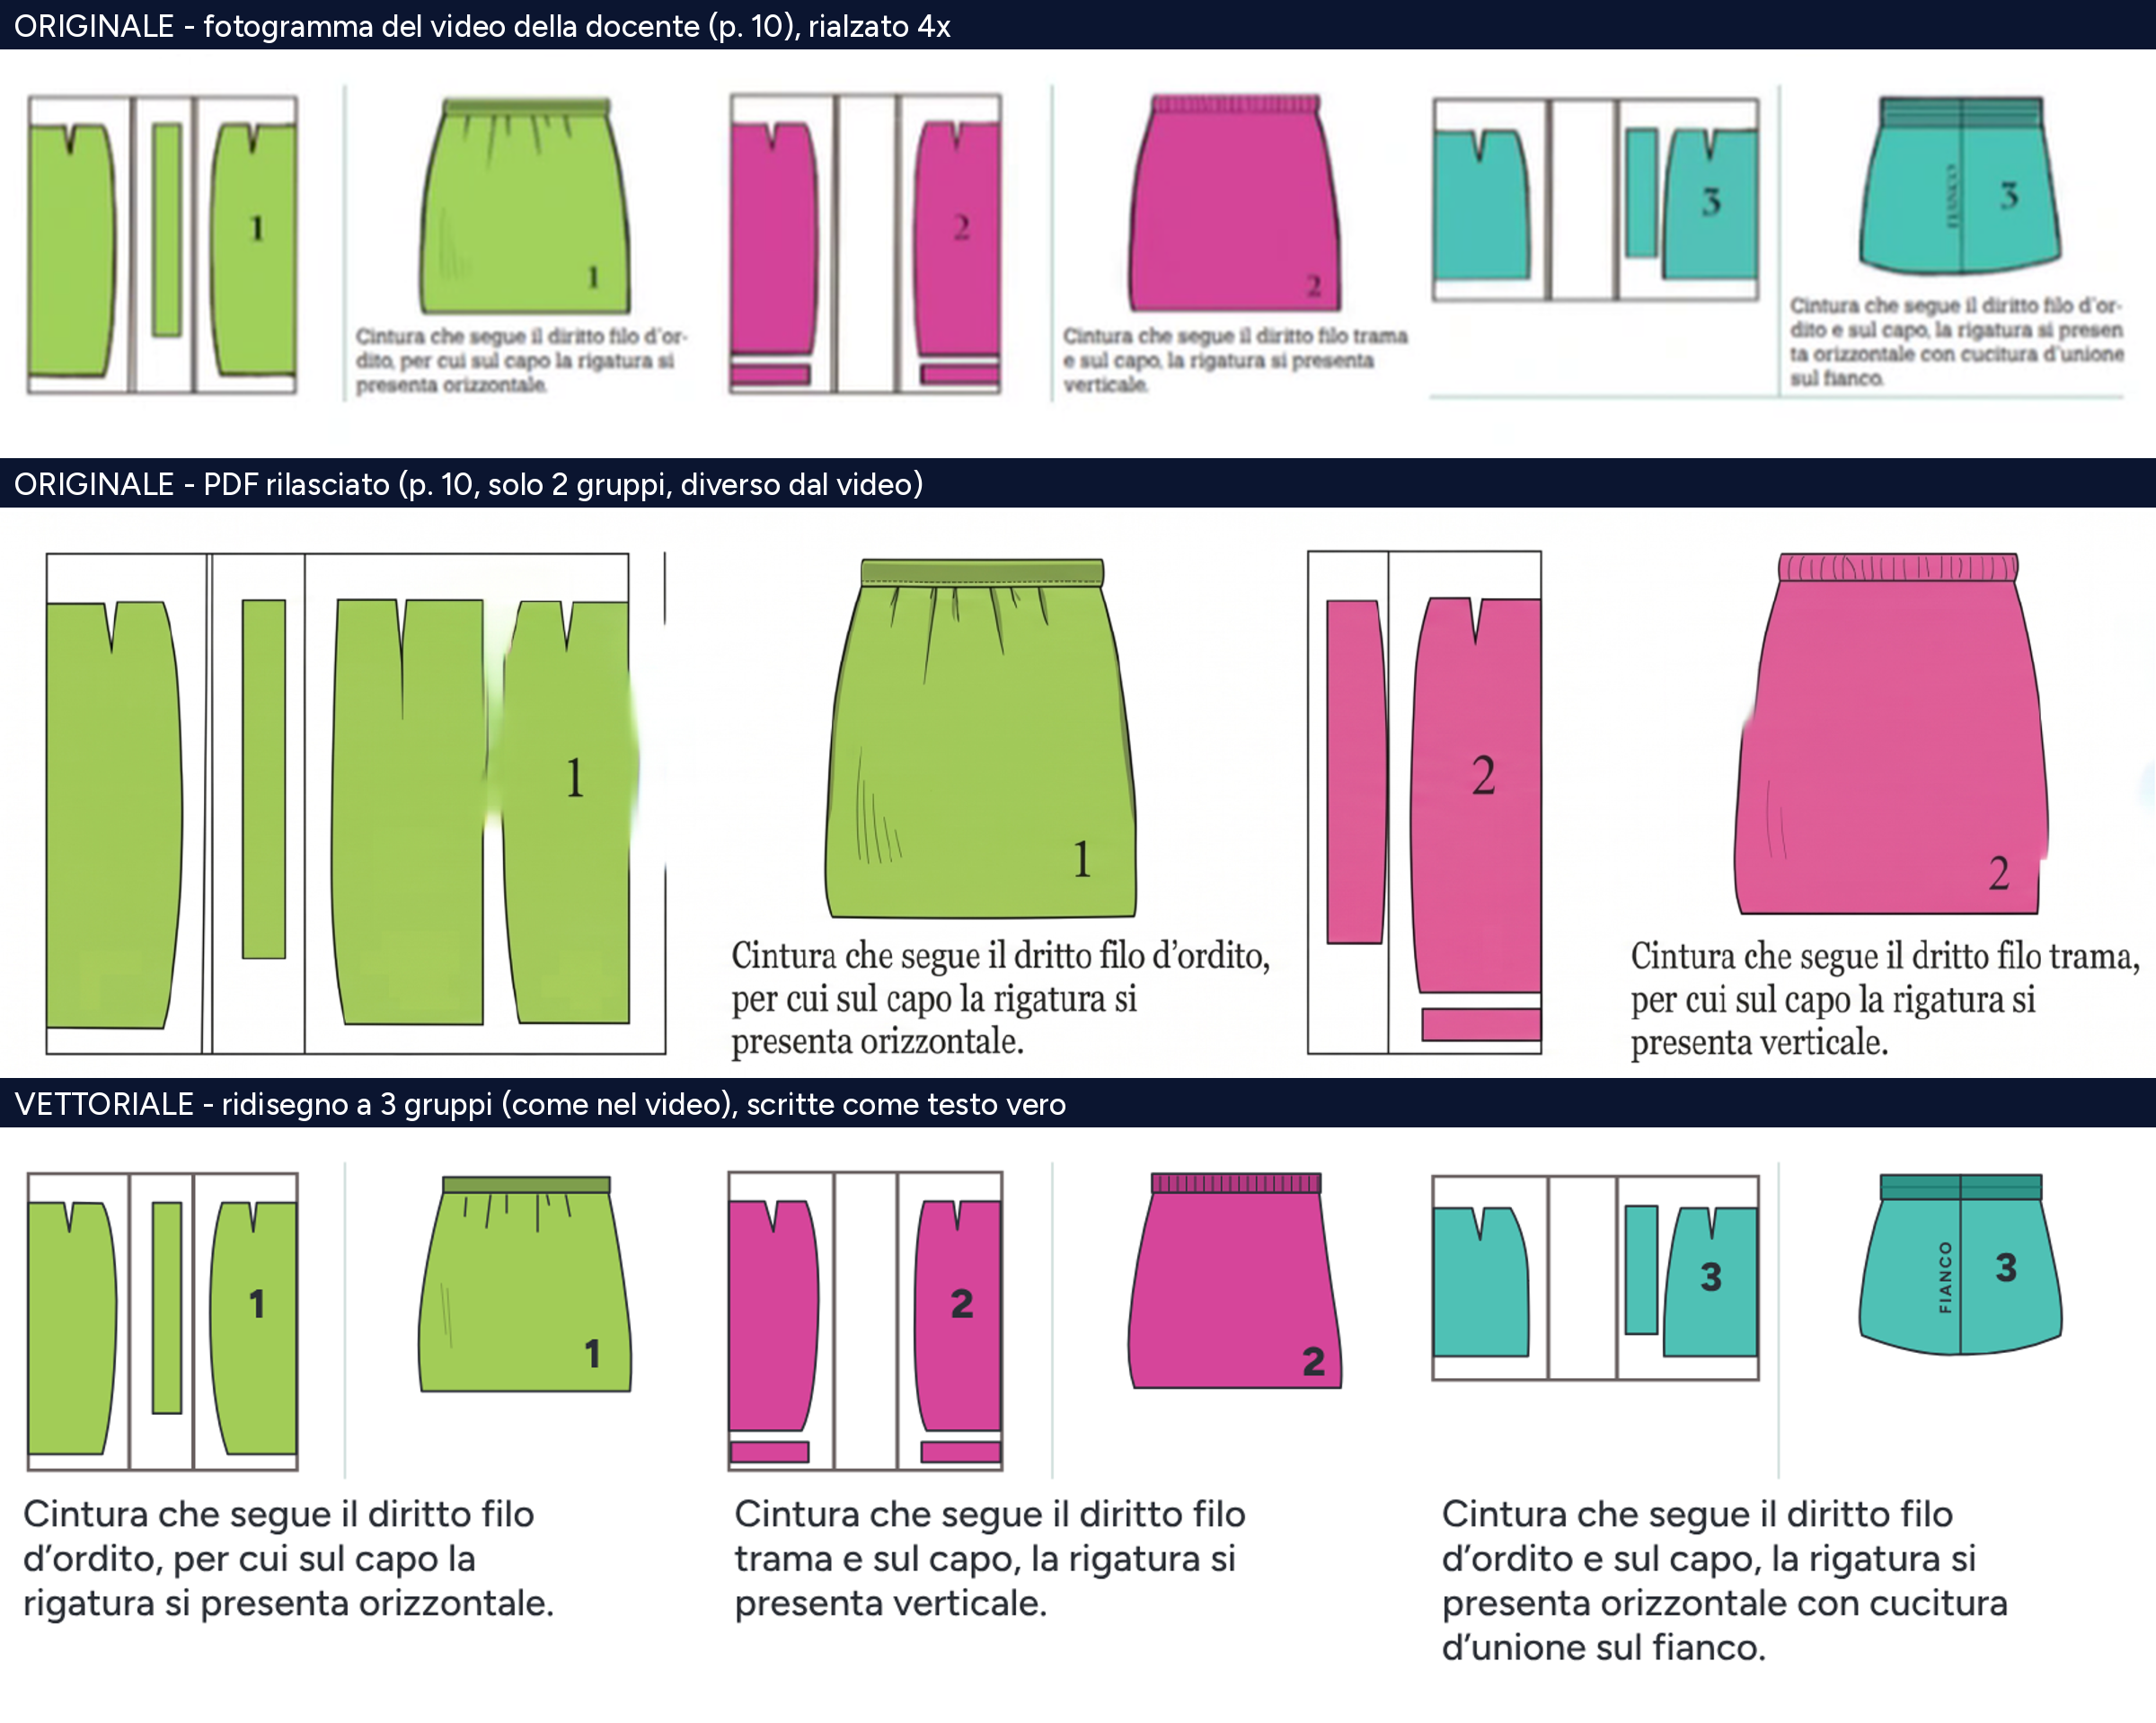 ORIGINALE - fotogramma del video della docente (p. 10), rialzato 4x
1
1
Cintura che segue il diritto filo d'or-
dito, per cui sul capo la rigatura si
presenta orizzontale.
2
2
Cintura che segue il diritto filo trama
e sul capo, la rigatura si presenta
verticale.
3
FIANCO
3
Cintura che segue il diritto filo d'or-
dito e sul capo, la rigatura si presen
ta orizzontale con cucitura d'unione
sul fianco.
ORIGINALE - PDF rilasciato (p. 10, solo 2 gruppi, diverso dal video)
1
1
Cintura che segue il dritto filo d'ordito,
per cui sul capo la rigatura si
presenta orizzontale.
2
2
Cintura che segue il dritto filo trama,
per cui sul capo la rigatura si
presenta verticale.
VETTORIALE - ridisegno a 3 gruppi (come nel video), scritte come testo vero
1
1
Cintura che segue il diritto filo
d'ordito, per cui sul capo la
rigatura si presenta orizzontale.
2
2
Cintura che segue il diritto filo
trama e sul capo, la rigatura si
presenta verticale.
3
FIANCO
3
Cintura che segue il diritto filo
d'ordito e sul capo, la rigatura si
presenta orizzontale con cucitura
d'unione sul fianco.